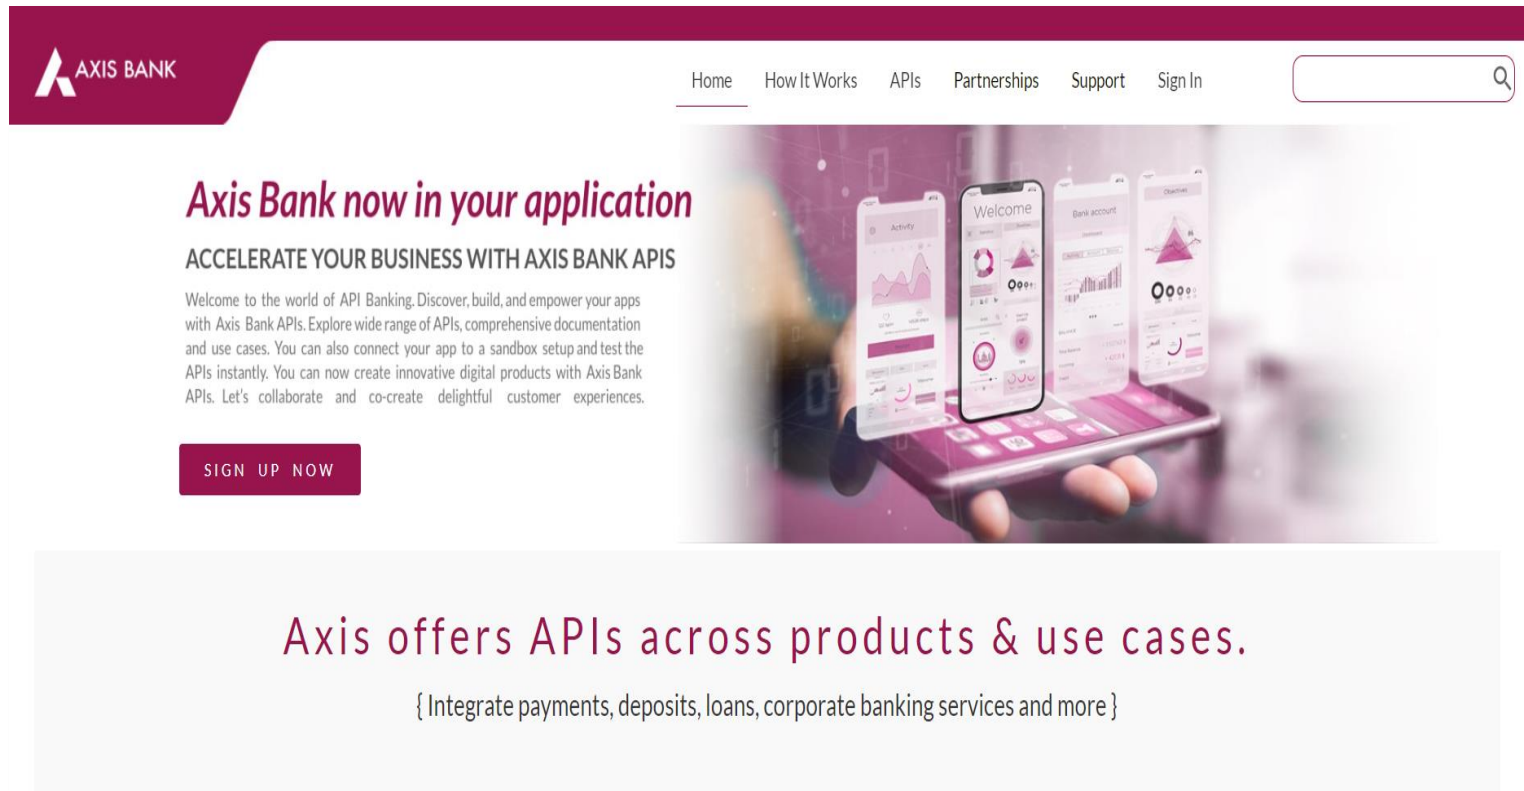 AXIS BANK
Home How It Works APIs Partnerships Support Sign In
Axis Bank now in your application
ACCELERATE YOUR BUSINESS WITH AXIS BANK APIS
Welcome to the world of API Banking. Discover, build, and empower your apps
with Axis Bank APIs. Explore wide range of APIs, comprehensive documentation
and use cases. You can also connect your app to a sandbox setup and test the
APIs instantly. You can now create innovative digital products with Axis Bank
APIs. Let's collaborate and co-create delightful customer experiences.
SIGN UP NOW
Activity
Welcome
Bank account
Objectives
Axis offers APIs across products & use cases.
{ Integrate payments, deposits, loans, corporate banking services and more }